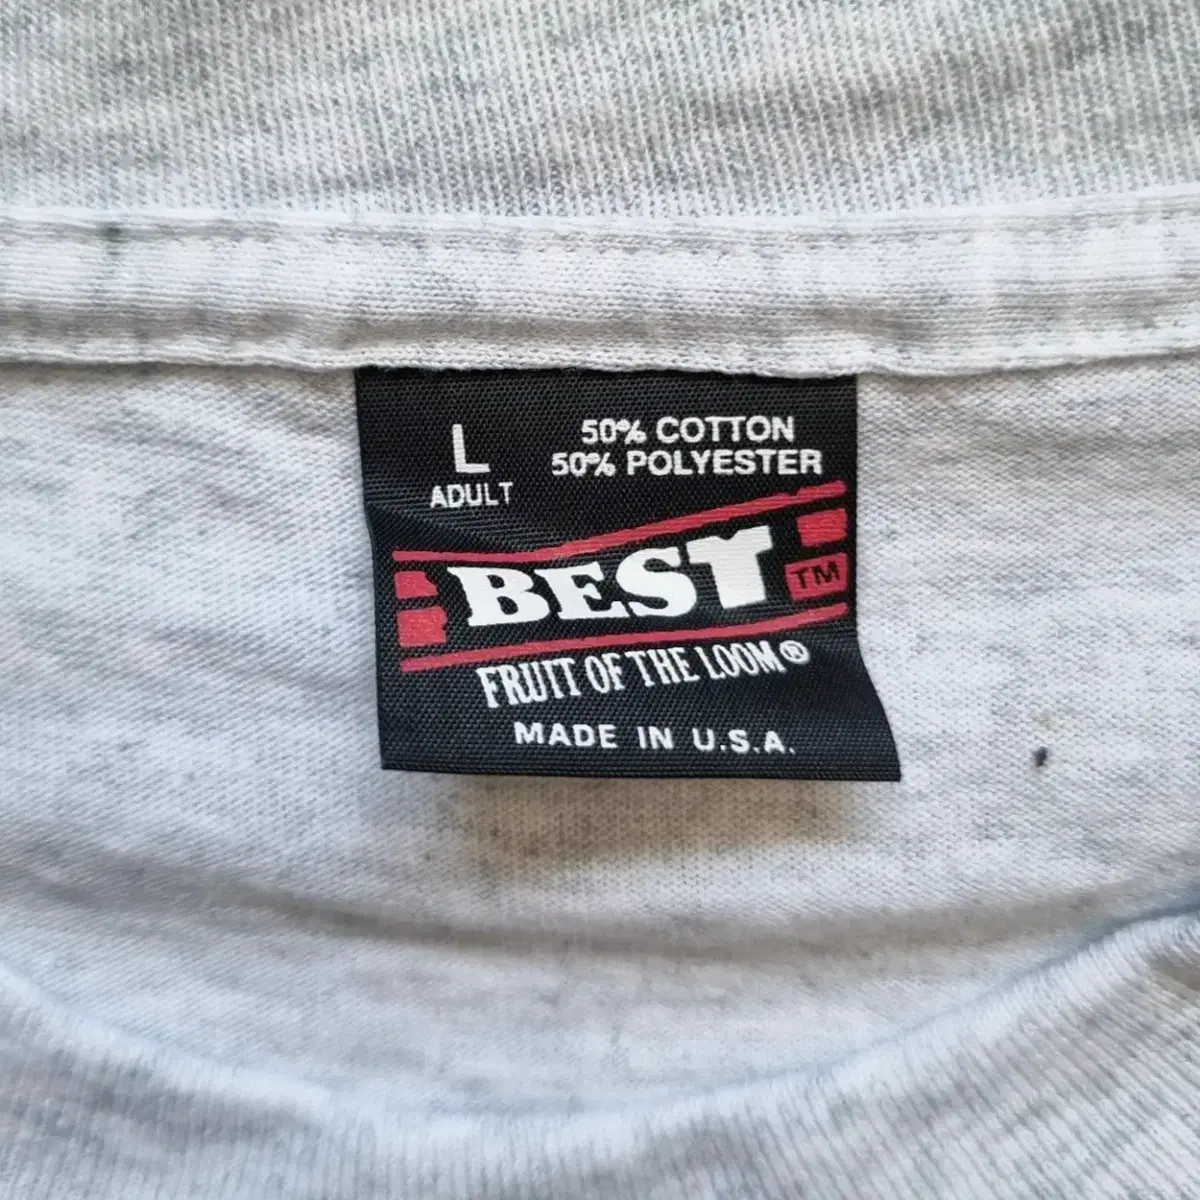 L
ADULT
50% COTTON
50% POLYESTER
BEST
TM
FRUIT OF THE LOOM®
MADE IN U.S.A.